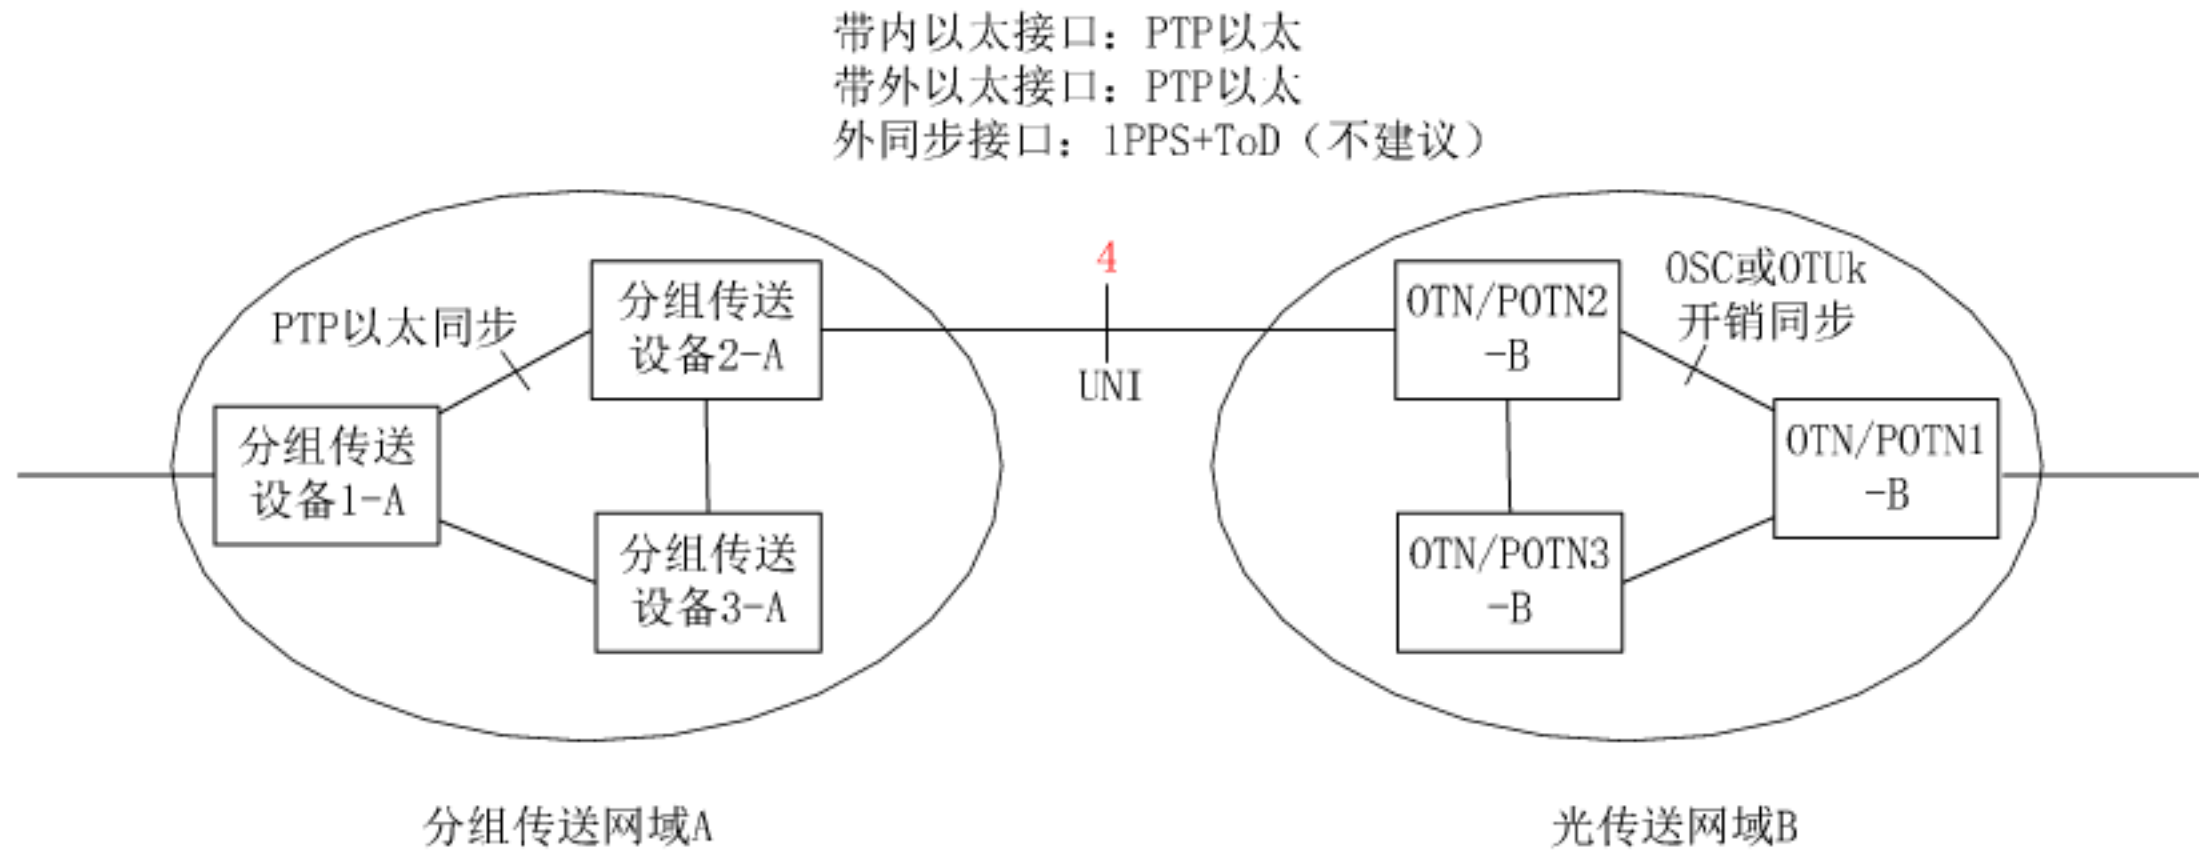 带内以太接口：PTP以太
带外以太接口：PTP以太
外同步接口：1PPS+ToD（不建议）
4
UNI
PTP以太同步
分组传送
设备2-A
分组传送
设备1-A
分组传送
设备3-A
OTN/POTN2
-B
OSC或OTUk
开销同步
OTN/POTN1
-B
OTN/POTN3
-B
分组传送网域A
光传送网域B